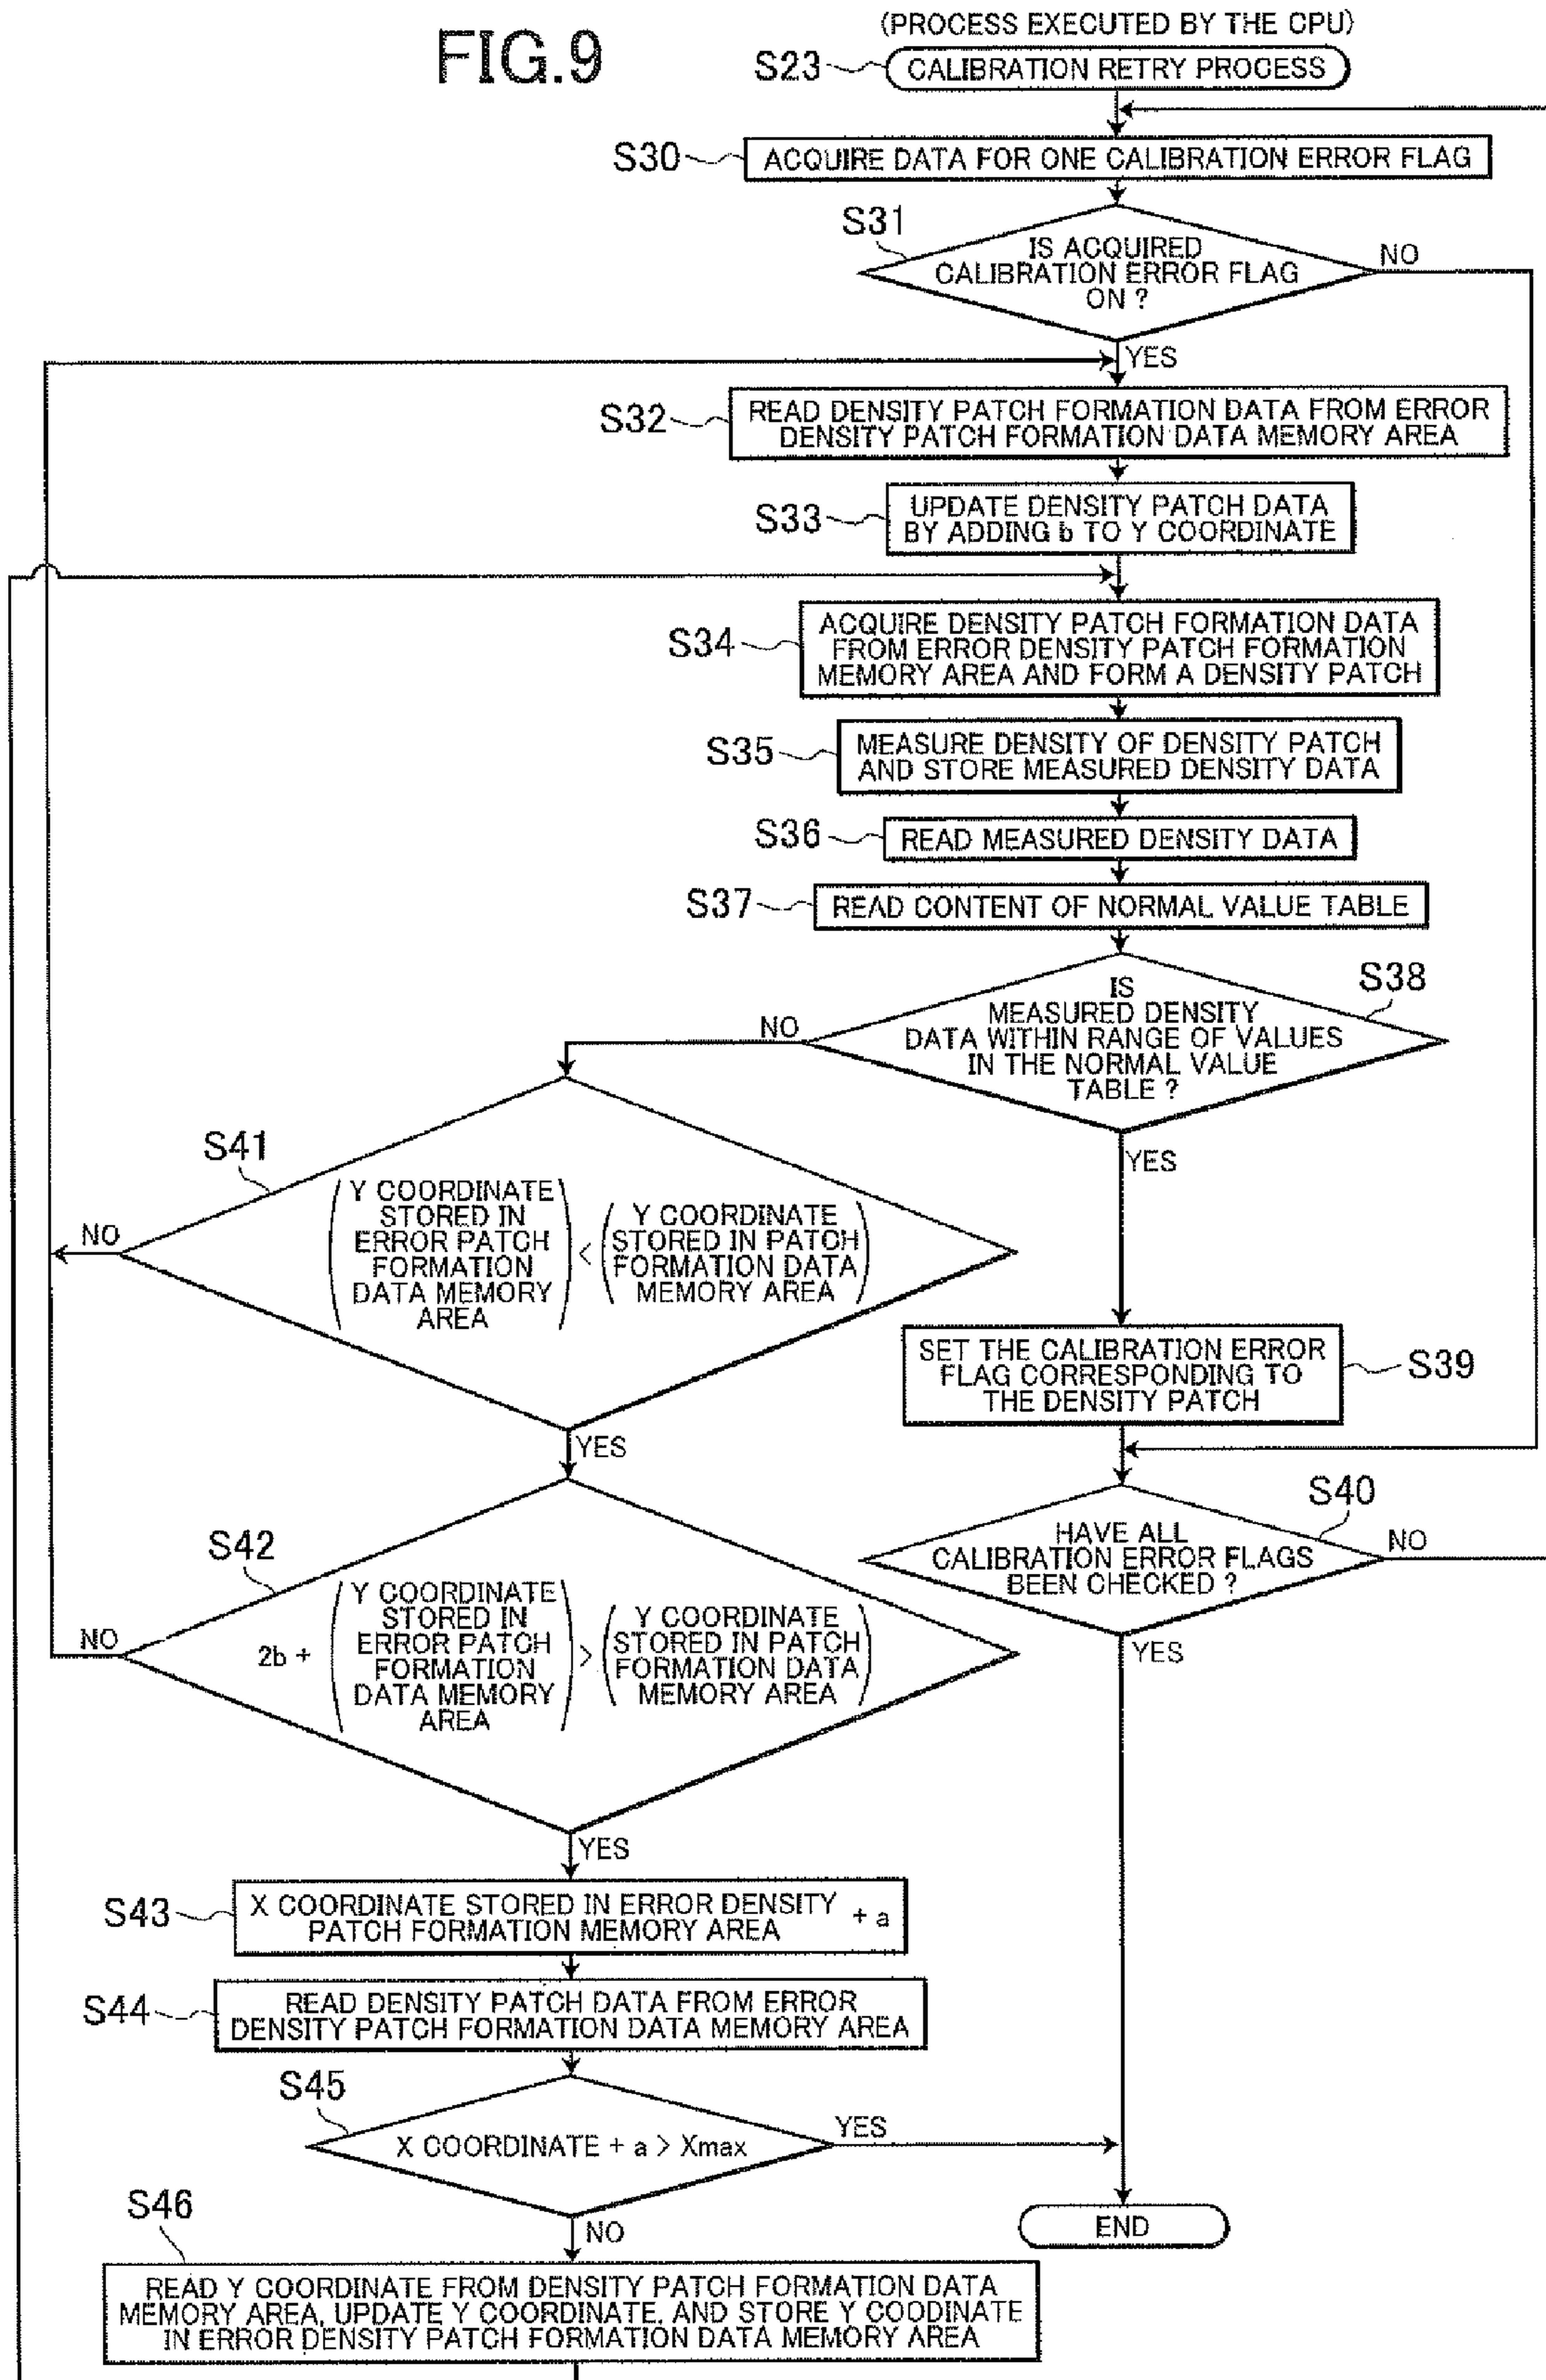 FIG.9
(PROCESS EXECUTED BY THE CPU)
S23
CALIBRATION RETRY PROCESS
S30
ACQUIRE DATA FOR ONE CALIBRATION ERROR FLAG
S31
IS ACQUIRED
CALIBRATION ERROR FLAG
ON ?
NO
YES
S32
READ DENSITY PATCH FORMATION DATA FROM ERROR
DENSITY PATCH FORMATION DATA MEMORY AREA
S33
UPDATE DENSITY PATCH DATA
BY ADDING b TO Y COORDINATE
S34
ACQUIRE DENSITY PATCH FORMATION DATA
FROM ERROR DENSITY PATCH FORMATION
MEMORY AREA AND FORM A DENSITY PATCH
S35
MEASURE DENSITY OF DENSITY PATCH
AND STORE MEASURED DENSITY DATA
S36
READ MEASURED DENSITY DATA
S37
READ CONTENT OF NORMAL VALUE TABLE
S38
IS
MEASURED DENSITY
DATA WITHIN RANGE OF VALUES
IN THE NORMAL VALUE
TABLE ?
NO
YES
S41
Y COORDINATE
STORED IN
ERROR PATCH
FORMATION
DATA MEMORY
AREA
<
Y COORDINATE
STORED IN PATCH
FORMATION DATA
MEMORY AREA
NO
YES
SET THE CALIBRATION ERROR
FLAG CORRESPONDING TO
THE DENSITY PATCH
S39
S40
HAVE ALL
CALIBRATION ERROR FLAGS
BEEN CHECKED ?
NO
YES
S42
2b +
Y COORDINATE
STORED IN
ERROR PATCH
FORMATION
DATA MEMORY
AREA
>
Y COORDINATE
STORED IN PATCH
FORMATION DATA
MEMORY AREA
NO
YES
S43
X COORDINATE STORED IN ERROR DENSITY
PATCH FORMATION MEMORY AREA
+ a
S44
READ DENSITY PATCH DATA FROM ERROR
DENSITY PATCH FORMATION DATA MEMORY AREA
S45
X COORDINATE + a > Xmax
YES
NO
END
S46
READ Y COORDINATE FROM DENSITY PATCH FORMATION DATA
MEMORY AREA, UPDATE Y COORDINATE, AND STORE Y COODINATE
IN ERROR DENSITY PATCH FORMATION DATA MEMORY AREA